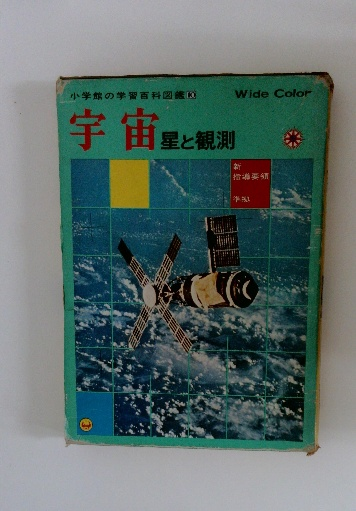 小学館の学習百科図鑑
Wide Color
宇宙 星と観測
新
指導要領
準拠